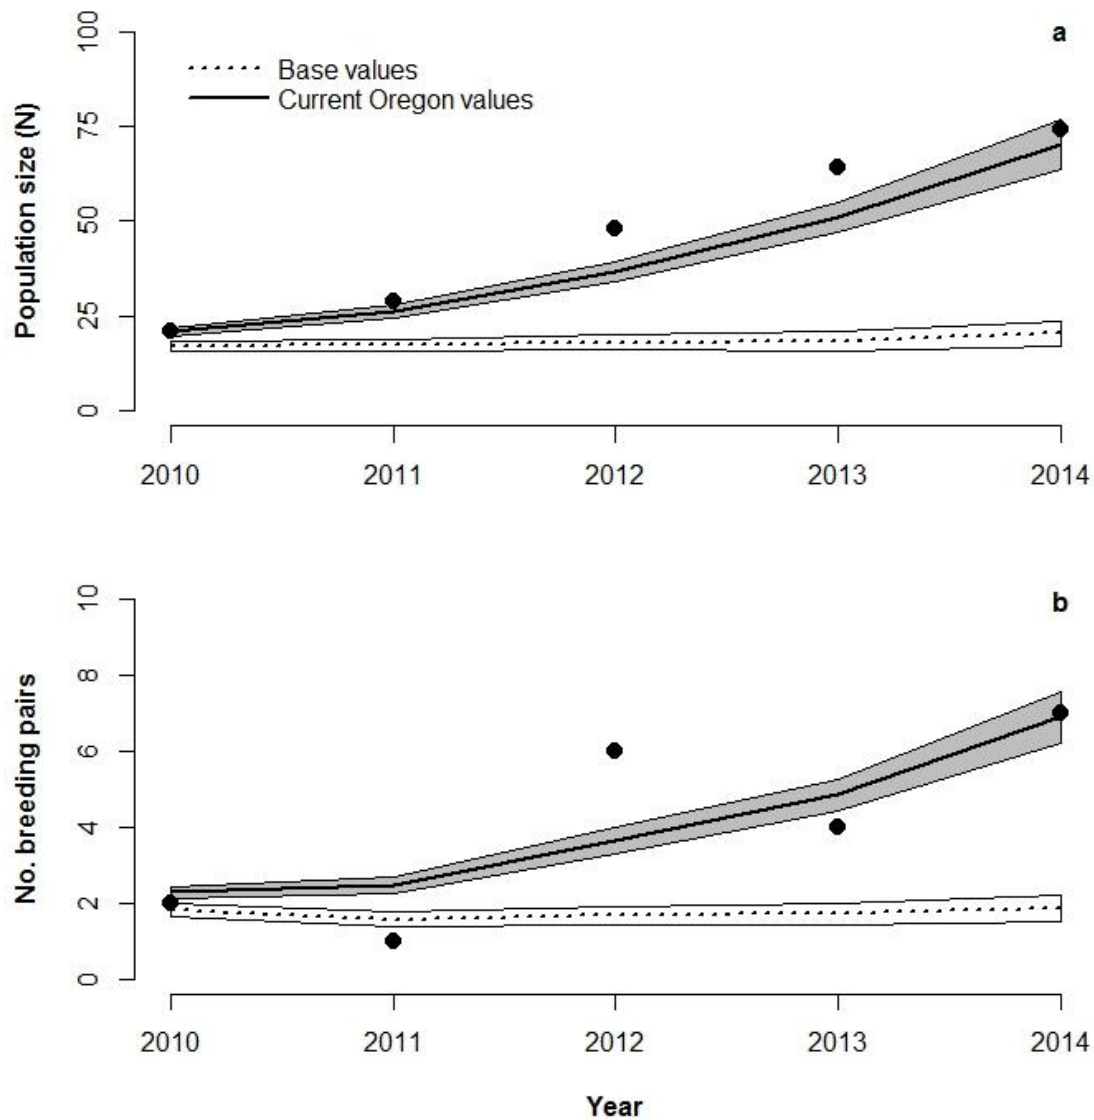 a
100
75
50
25
0
Population size (N)
Base values
Current Oregon values
2010 2011 2012 2013 2014
b
10
8
6
4
2
0
No. breeding pairs
2010 2011 2012 2013 2014
Year